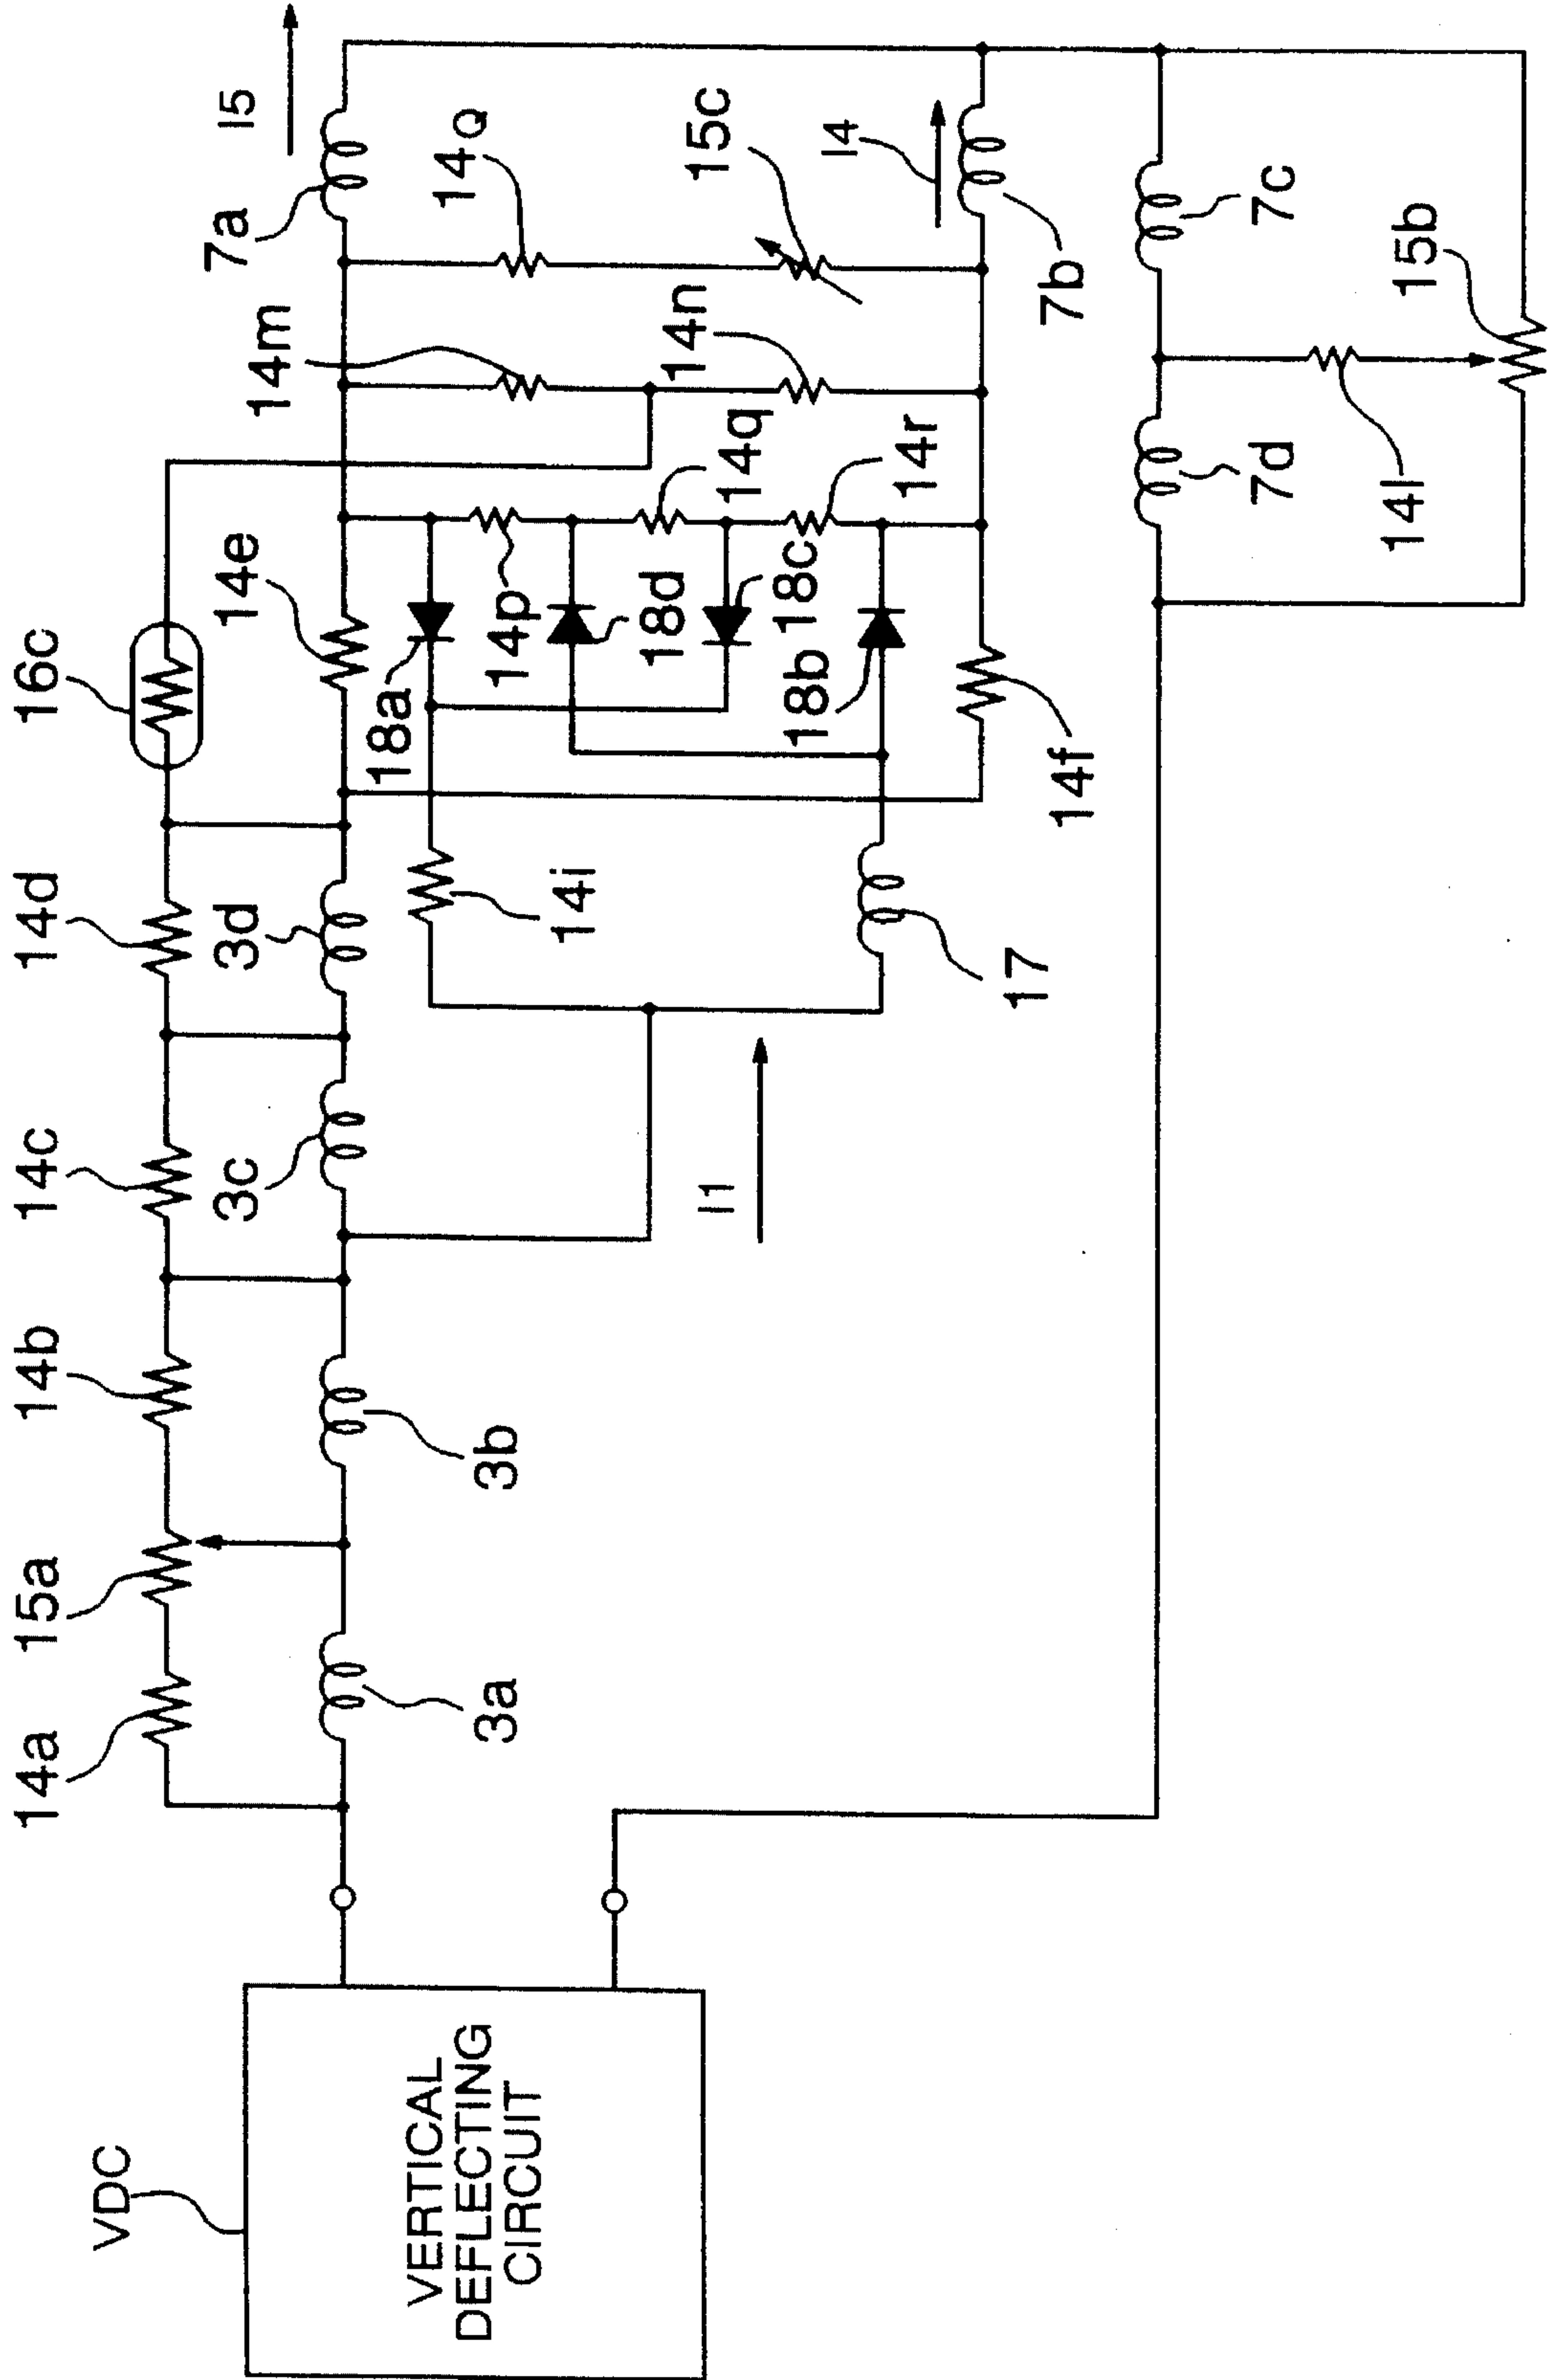 VDC
VERTICAL
DEFLECTING
CIRCUIT
14a
15a
14b
14c
14d
16c
3a
3b
3c
3d
14e
14m
7a
I5
14Q
15c
14n
I4
7b
14q
14r
14p
18a
18d
18c
18b
14i
14f
17
I1
7d
7c
14l
15b